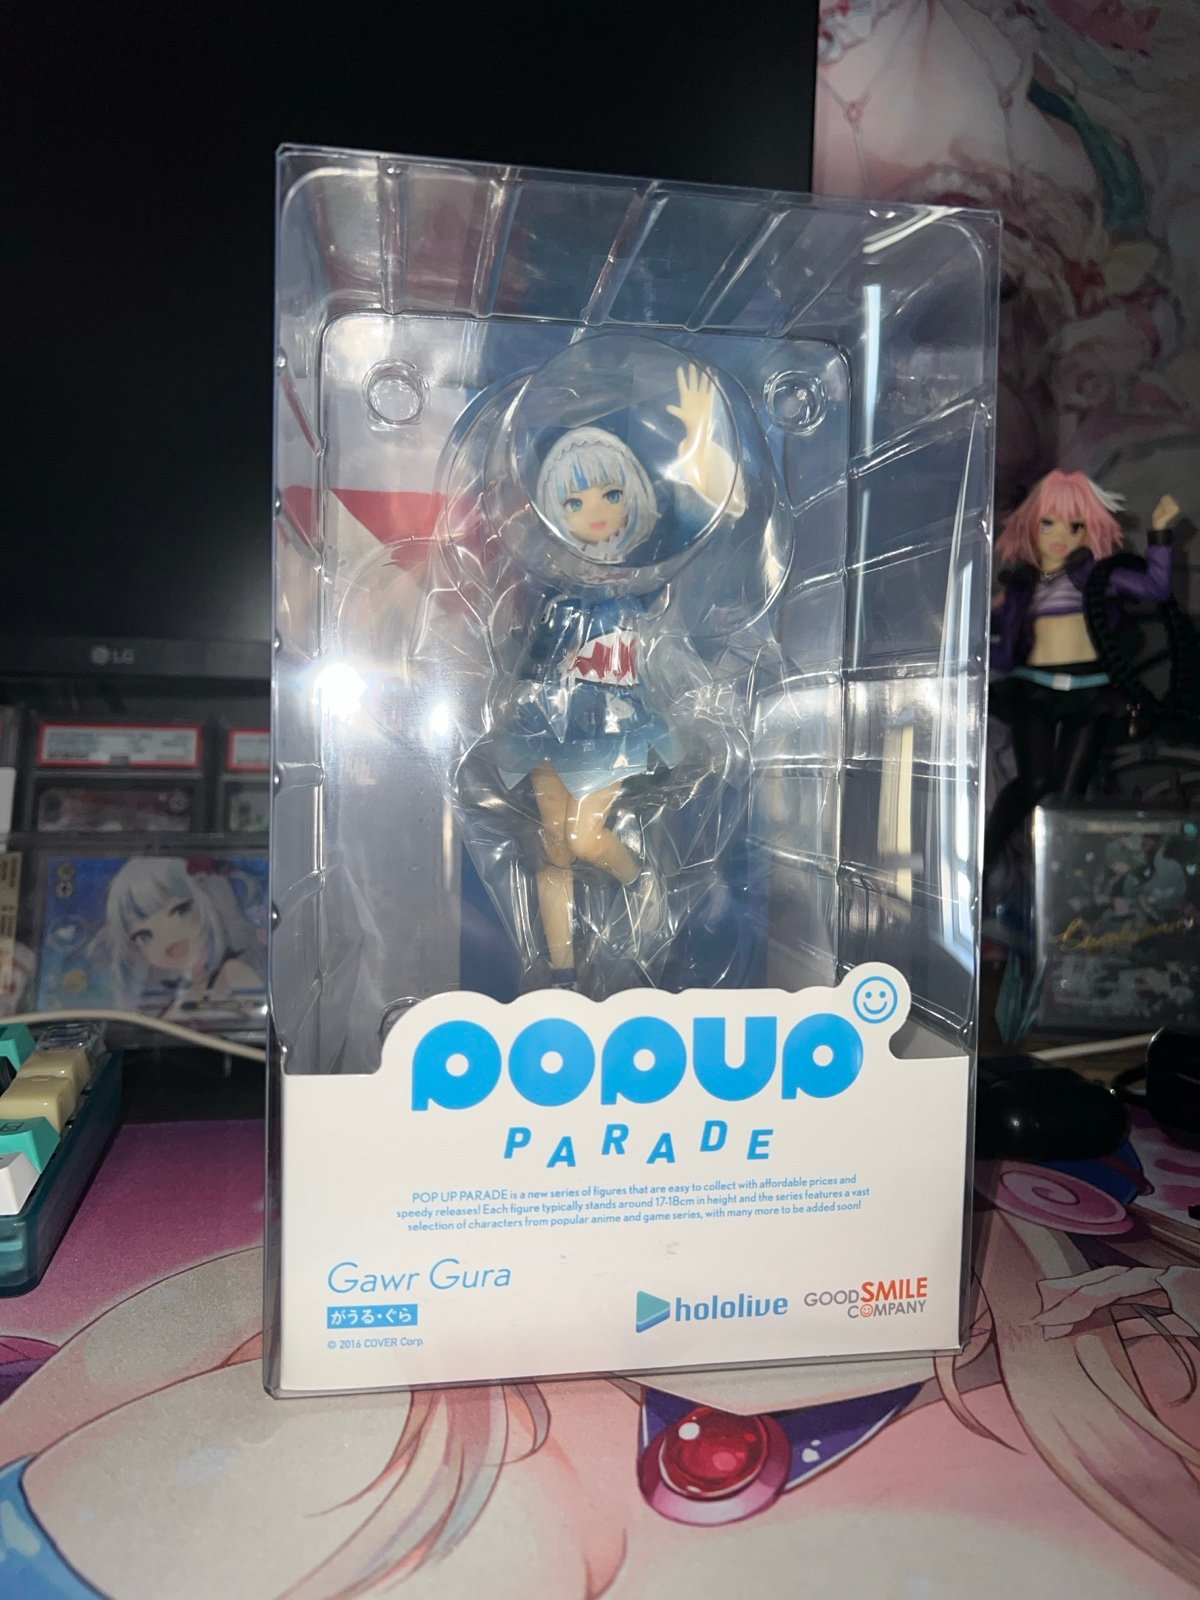 LG
POPUP
PARADE
POP UP PARADE is a new series of figures that are easy to collect with affordable prices and
speedy releases! Each figure typically stands around 17-18cm in height and the series features a vast
selection of characters from popular anime and game series, with many more to be added soon!
Gawr Gura
がうる・ぐら
© 2016 COVER Corp.
hololive
GOOD SMILE
COMPANY